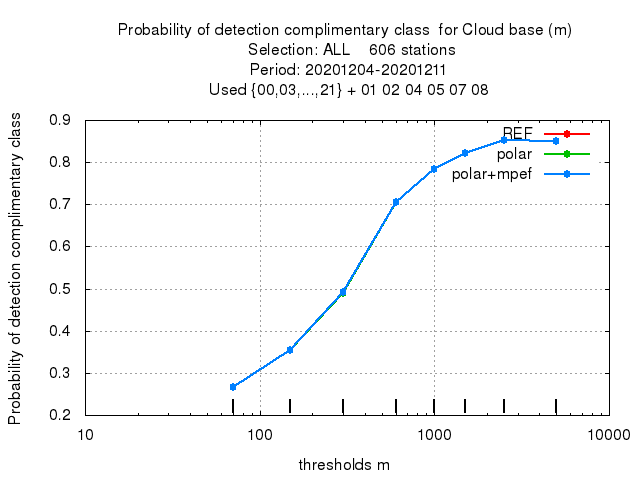 Probability of detection complimentary class  for Cloud base (m)
Selection: ALL    606 stations
Period: 20201204-20201211
Used {00,03,...,21} + 01 02 04 05 07 08
Probability of detection complimentary class
0.9
0.8
0.7
0.6
0.5
0.4
0.3
0.2
REF
polar
polar+mpef
10 100 1000 10000
thresholds m